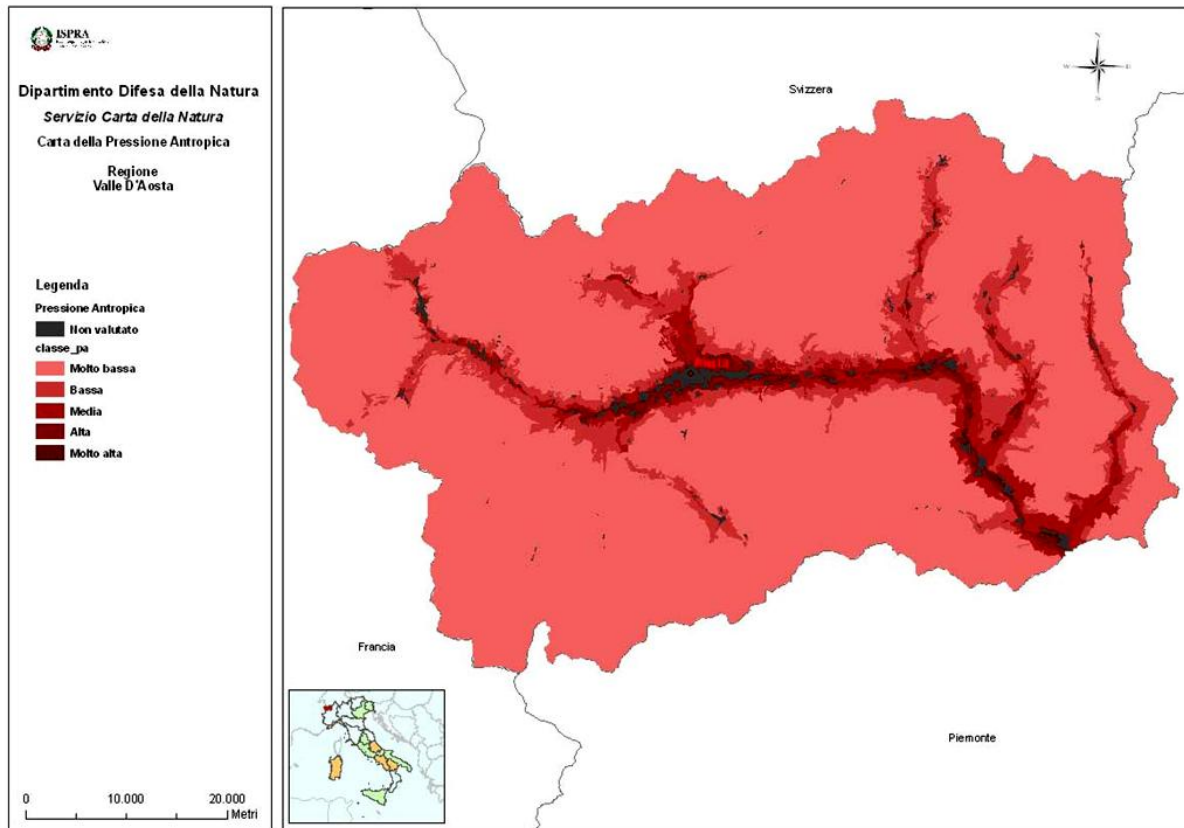 ISPRA
Dipartimento Difesa della Natura
Servizio Carta della Natura
Carta della Pressione Antropica
Regione
Valle D'Aosta
Legenda
Pressione Antropica
Non valutato
classe_pa
Molto bassa
Bassa
Media
Alta
Molto alta
0 10.000 20.000
Metri
Svizzera
Francia
Piemonte